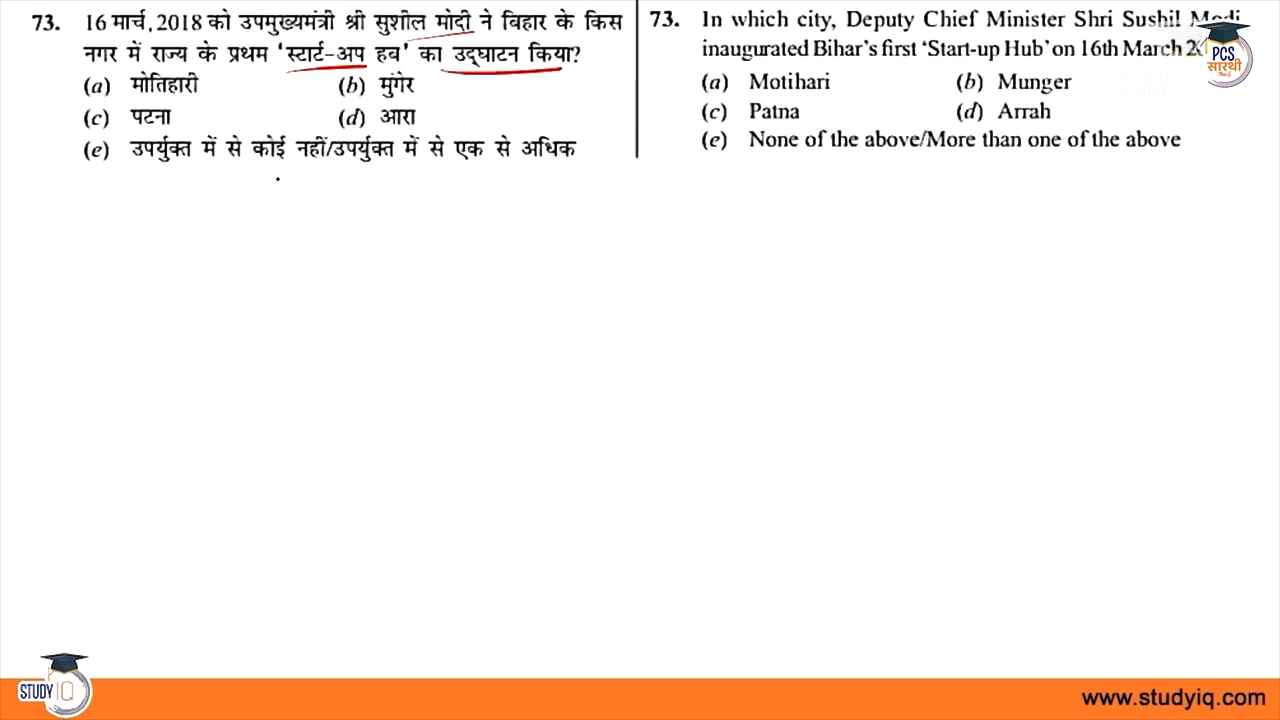 73. 16 मार्च, 2018 को उपमुख्यमंत्री श्री सुशील मोदी ने बिहार के किस
नगर में राज्य के प्रथम 'स्टार्ट-अप हब' का उद्घाटन किया?
(a) मोतिहारी (b) मुंगेर
(c) पटना (d) आरा
(e) उपर्युक्त में से कोई नहीं/उपर्युक्त में से एक से अधिक
73. In which city, Deputy Chief Minister Shri Sushil Modi
inaugurated Bihar's first 'Start-up Hub' on 16th March
(a) Motihari (b) Munger
(c) Patna (d) Arrah
(e) None of the above/More than one of the above
PCS
सारथी
STUDY IQ
www.studyiq.com